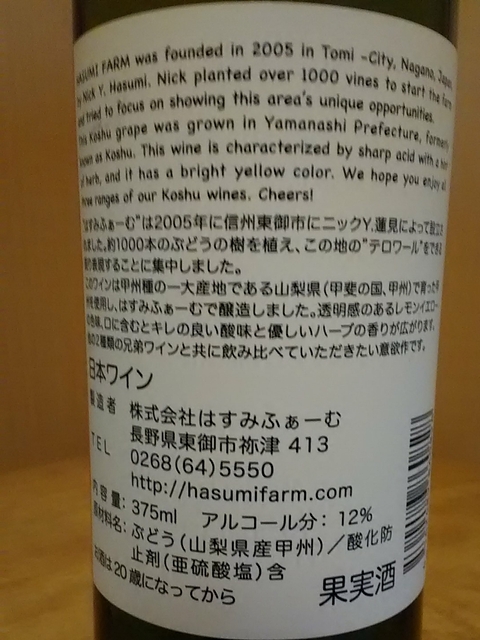 HASUMI FARM was founded in 2005 in Tomi -City, Nagano, Japan
by Nick Y. Hasumi. Nick planted over 1000 vines to start the farm
and tried to focus on showing this area's unique opportunities.
This Koshu grape was grown in Yamanashi Prefecture, formerly
known as Koshu. This wine is characterized by sharp acid with a
of herb, and it has a bright yellow color. We hope you enjoy all
three ranges of our Koshu wines. Cheers!
"はすみふぁーむ"は2005年に信州東御市にニックY.蓮見によって設立
ました。約1000本のぶどうの樹を植え、この地の"テロワール"をでき
表現することに集中しました。
このワインは甲州種の一大産地である山梨県(甲斐の国、甲州)で育った
使用し、はすみふぁーむで醸造しました。透明感のあるレモンイエロー
の色味、口に含むとキレの良い酸味と優しいハーブの香りが広がります。
の2種類の兄弟ワインと共に飲み比べていただきたい意欲作です。
日本ワイン
製造者 株式会社はすみふぁーむ
長野県東御市祢津 413
TEL 0268(64)5550
http://hasumifarm.com
内容量: 375ml アルコール分: 12%
原材料名: ぶどう(山梨県産甲州)/酸化防
止剤(亜硫酸塩)含
お酒は20歳になってから
果実酒